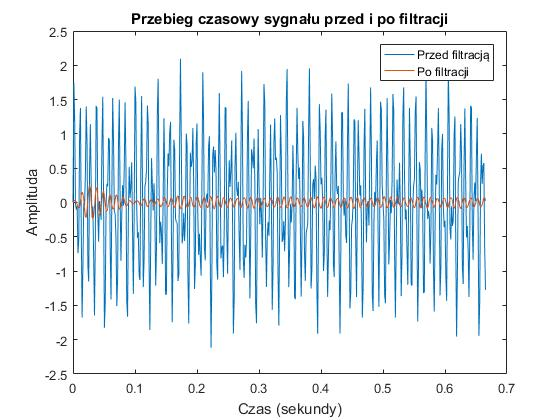 Przebieg czasowy sygnału przed i po filtracji
2.5
2
1.5
1
0.5
0
-0.5
-1
-1.5
-2
-2.5
Amplituda
Przed filtracją
Po filtracji
0 0.1 0.2 0.3 0.4 0.5 0.6 0.7
Czas (sekundy)